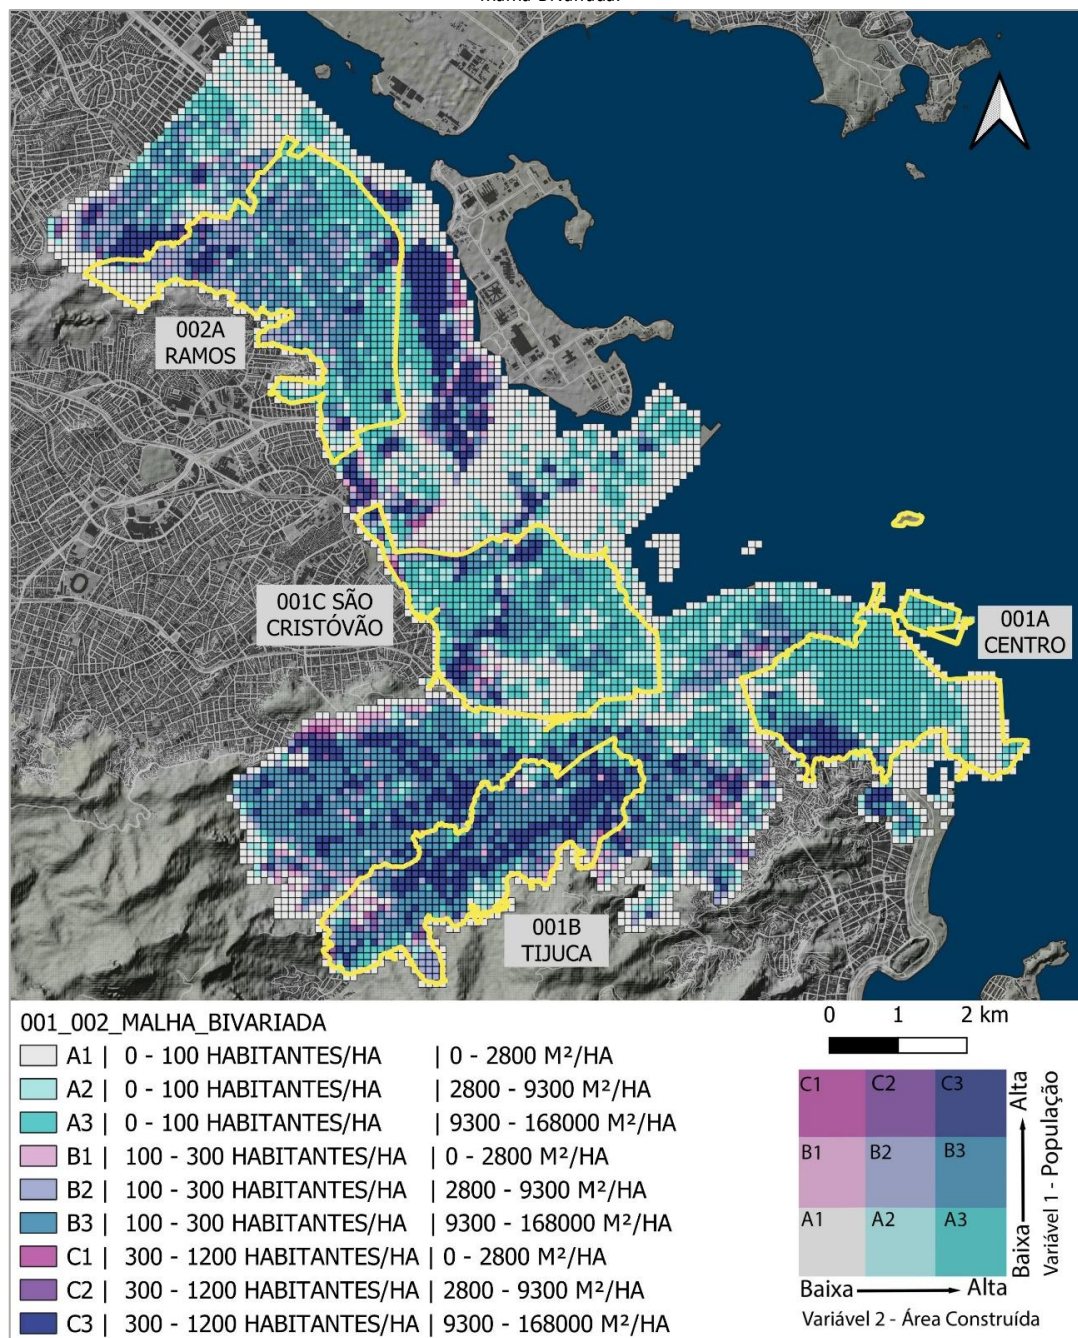 Malha Bivariada.
002A
RAMOS
001C SÃO
CRISTÓVÃO
001A
CENTRO
001B
TIJUCA
001_002_MALHA_BIVARIADA
A1 | 0 - 100 HABITANTES/HA | 0 - 2800 M²/HA
A2 | 0 - 100 HABITANTES/HA | 2800 - 9300 M²/HA
A3 | 0 - 100 HABITANTES/HA | 9300 - 168000 M²/HA
B1 | 100 - 300 HABITANTES/HA | 0 - 2800 M²/HA
B2 | 100 - 300 HABITANTES/HA | 2800 - 9300 M²/HA
B3 | 100 - 300 HABITANTES/HA | 9300 - 168000 M²/HA
C1 | 300 - 1200 HABITANTES/HA | 0 - 2800 M²/HA
C2 | 300 - 1200 HABITANTES/HA | 2800 - 9300 M²/HA
C3 | 300 - 1200 HABITANTES/HA | 9300 - 168000 M²/HA
0 1 2 km
C1 C2 C3
B1 B2 B3
A1 A2 A3
Baixa Alta
Variável 1 - População
Baixa Alta
Variável 2 - Área Construída